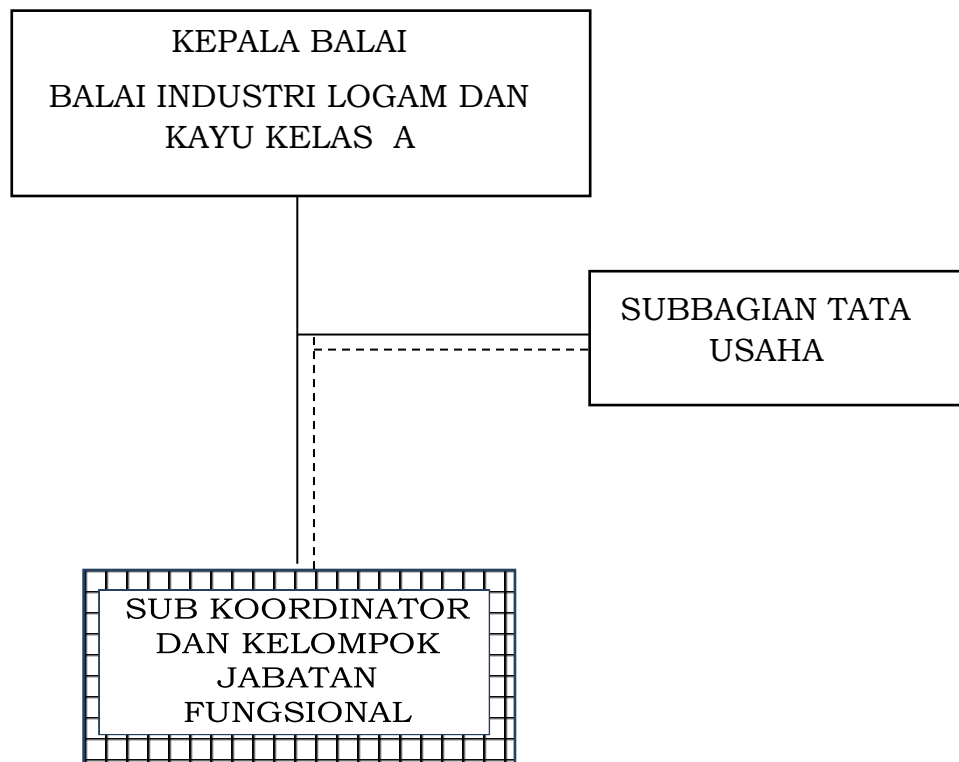 KEPALA BALAI
BALAI INDUSTRI LOGAM DAN
KAYU KELAS A
SUBBAGIAN TATA
USAHA
SUB KOORDINATOR
DAN KELOMPOK
JABATAN
FUNGSIONAL